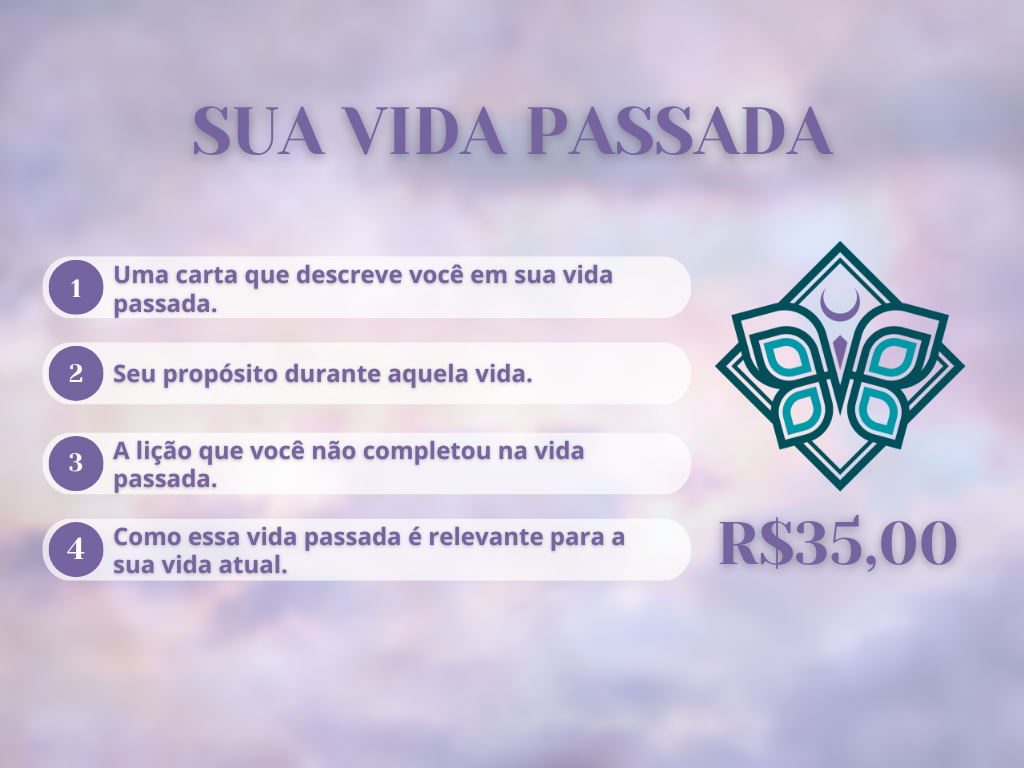 SUA VIDA PASSADA
1
Uma carta que descreve você em sua vida
passada.
2
Seu propósito durante aquela vida.
3
A lição que você não completou na vida
passada.
4
Como essa vida passada é relevante para a
sua vida atual.
R$35,00